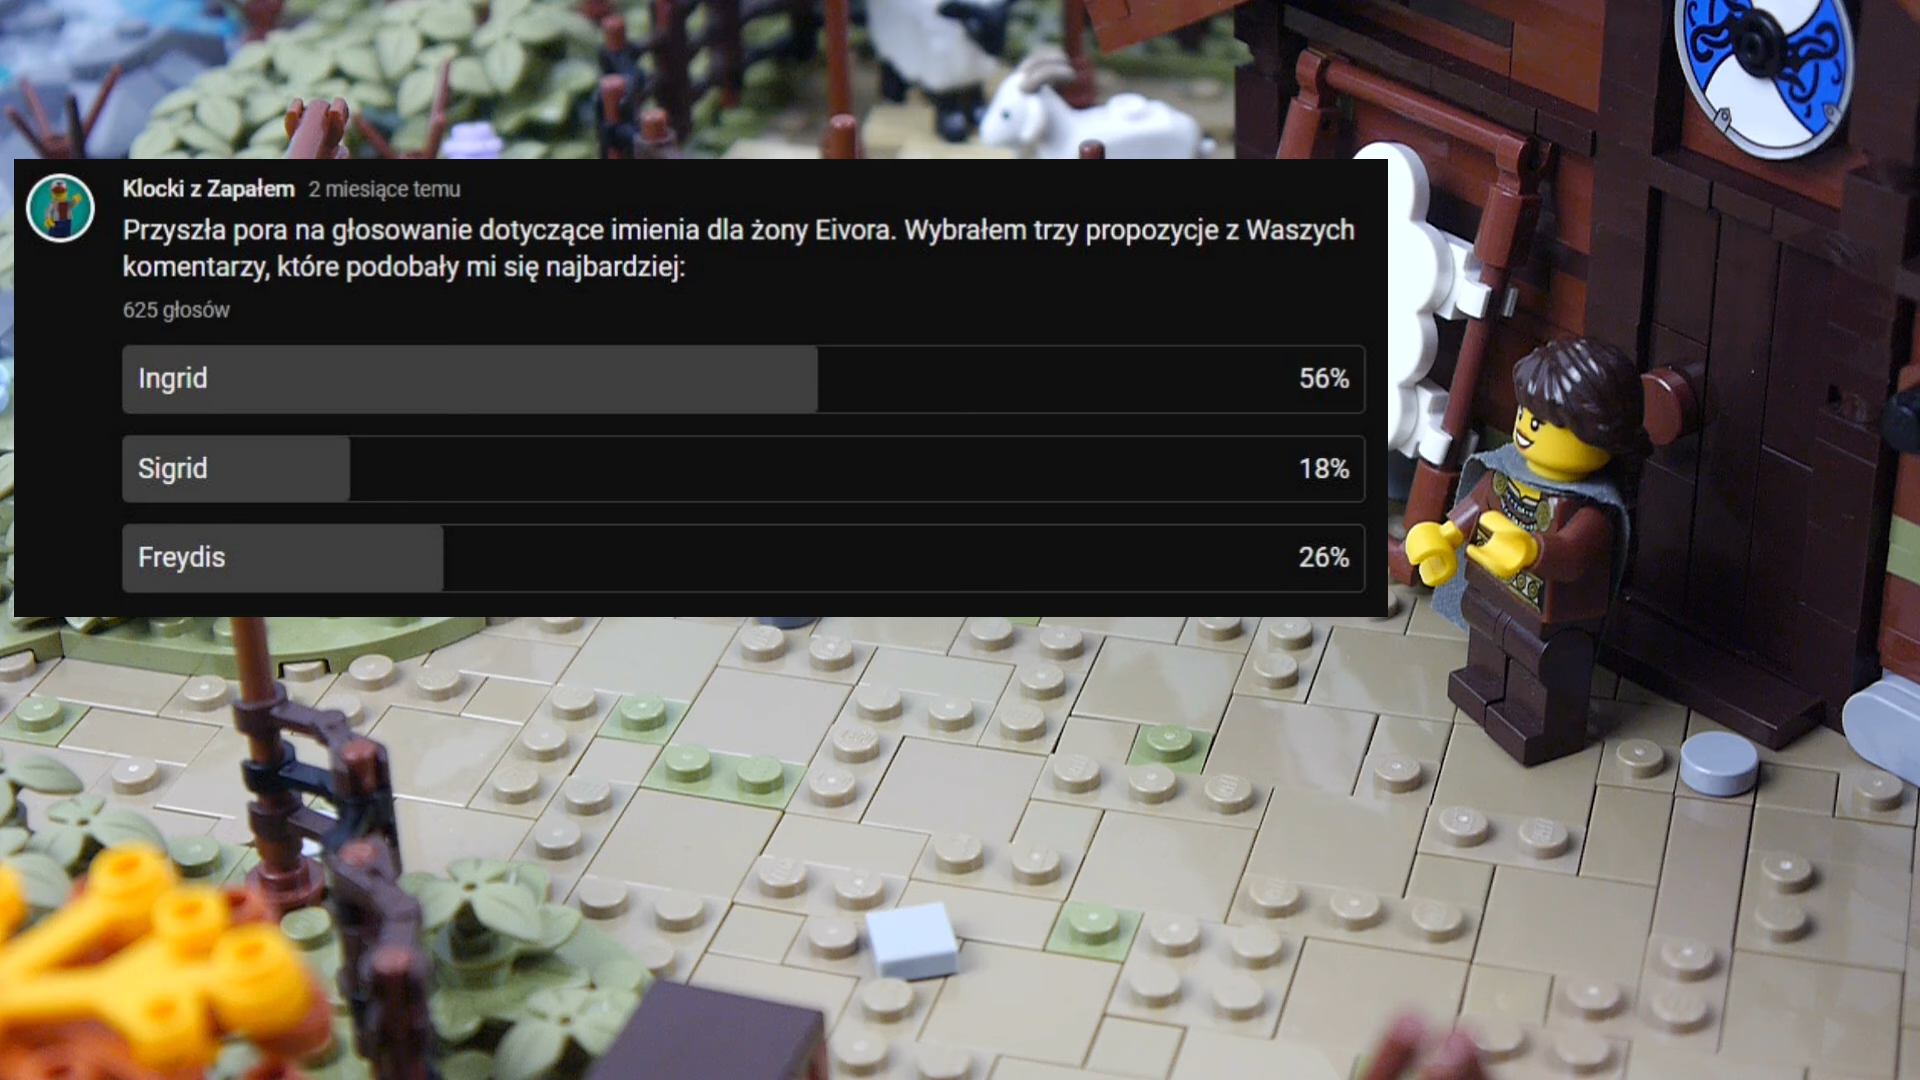 Klocki z Zapałem 2 miesiące temu
Przyszła pora na głosowanie dotyczące imienia dla żony Eivora. Wybrałem trzy propozycje z Waszych
komentarzy, które podobały mi się najbardziej:
625 głosów
Ingrid 56%
Sigrid 18%
Freydis 26%